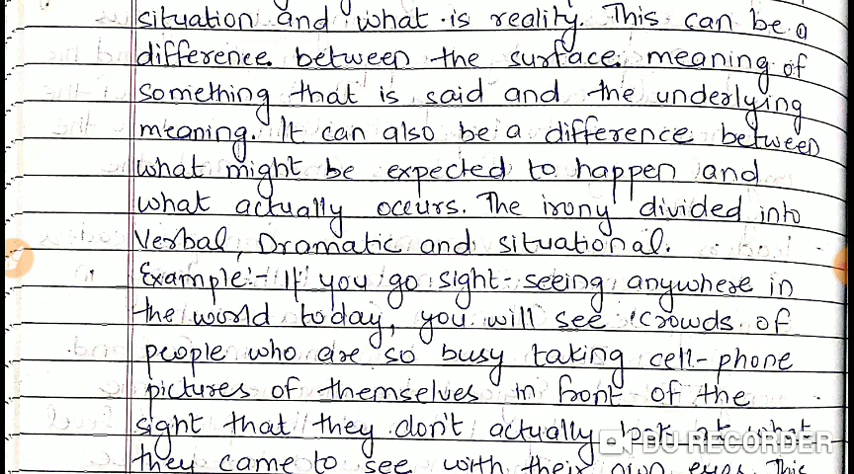 situation and what is reality. This can be a
difference between the surface meaning of
something that is said and the underlying
meaning. It can also be a difference between
what might be expected to happen and
what actually occurs. The irony divided into
Verbal, Dramatic and situational.
Example:- If you go sight-seeing anywhere in
the world today, you will see crowds of
people who are so busy taking cell-phone
pictures of themselves in front of the
sight that they don't actually look at what
DU RECORDER
they came to see with their own eyes. This